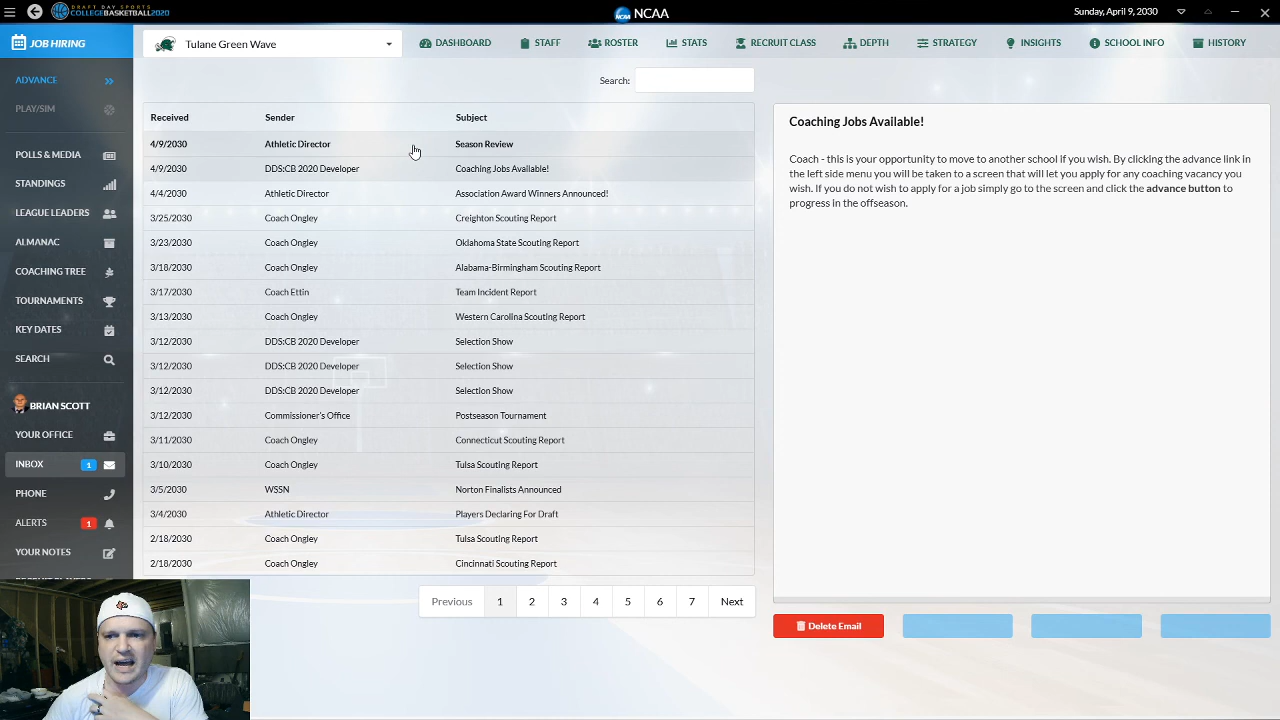 DRAFT DAY SPORTS
COLLEGE BASKETBALL 2020
NCAA
Sunday, April 9, 2030
JOB HIRING
Tulane Green Wave
DASHBOARD
STAFF
ROSTER
STATS
RECRUIT CLASS
DEPTH
STRATEGY
INSIGHTS
SCHOOL INFO
HISTORY
ADVANCE
PLAY/SIM
POLLS & MEDIA
STANDINGS
LEAGUE LEADERS
ALMANAC
COACHING TREE
TOURNAMENTS
KEY DATES
SEARCH
BRIAN SCOTT
YOUR OFFICE
INBOX 1
PHONE
ALERTS 1
YOUR NOTES
Search:
Received Sender Subject
4/9/2030 Athletic Director Season Review
4/9/2030 DDS:CB 2020 Developer Coaching Jobs Available!
4/4/2030 Athletic Director Association Award Winners Announced!
3/25/2030 Coach Ongley Creighton Scouting Report
3/23/2030 Coach Ongley Oklahoma State Scouting Report
3/18/2030 Coach Ongley Alabama-Birmingham Scouting Report
3/17/2030 Coach Ettin Team Incident Report
3/13/2030 Coach Ongley Western Carolina Scouting Report
3/12/2030 DDS:CB 2020 Developer Selection Show
3/12/2030 DDS:CB 2020 Developer Selection Show
3/12/2030 DDS:CB 2020 Developer Selection Show
3/12/2030 Commissioner's Office Postseason Tournament
3/11/2030 Coach Ongley Connecticut Scouting Report
3/10/2030 Coach Ongley Tulsa Scouting Report
3/5/2030 WSSN Norton Finalists Announced
3/4/2030 Athletic Director Players Declaring For Draft
2/18/2030 Coach Ongley Tulsa Scouting Report
2/18/2030 Coach Ongley Cincinnati Scouting Report
Previous 1 2 3 4 5 6 7 Next
Coaching Jobs Available!
Coach - this is your opportunity to move to another school if you wish. By clicking the advance link in
the left side menu you will be taken to a screen that will let you apply for any coaching vacancy you
wish. If you do not wish to apply for a job simply go to the screen and click the advance button to
progress in the offseason.
Delete Email